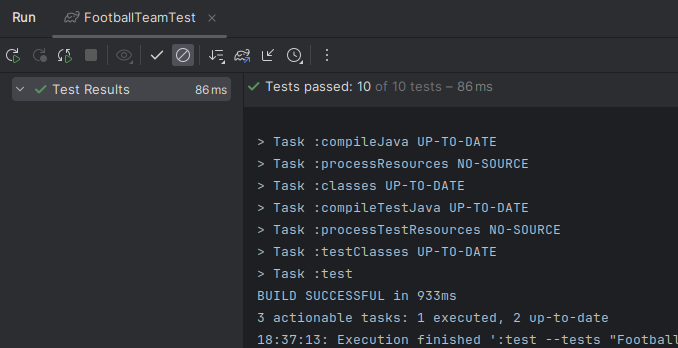 Run FootballTeamTest
Test Results 86 ms
Tests passed: 10 of 10 tests – 86 ms
> Task :compileJava UP-TO-DATE
> Task :processResources NO-SOURCE
> Task :classes UP-TO-DATE
> Task :compileTestJava UP-TO-DATE
> Task :processTestResources NO-SOURCE
> Task :testClasses UP-TO-DATE
> Task :test
BUILD SUCCESSFUL in 933ms
3 actionable tasks: 1 executed, 2 up-to-date
18:37:13: Execution finished ':test --tests "Footbal